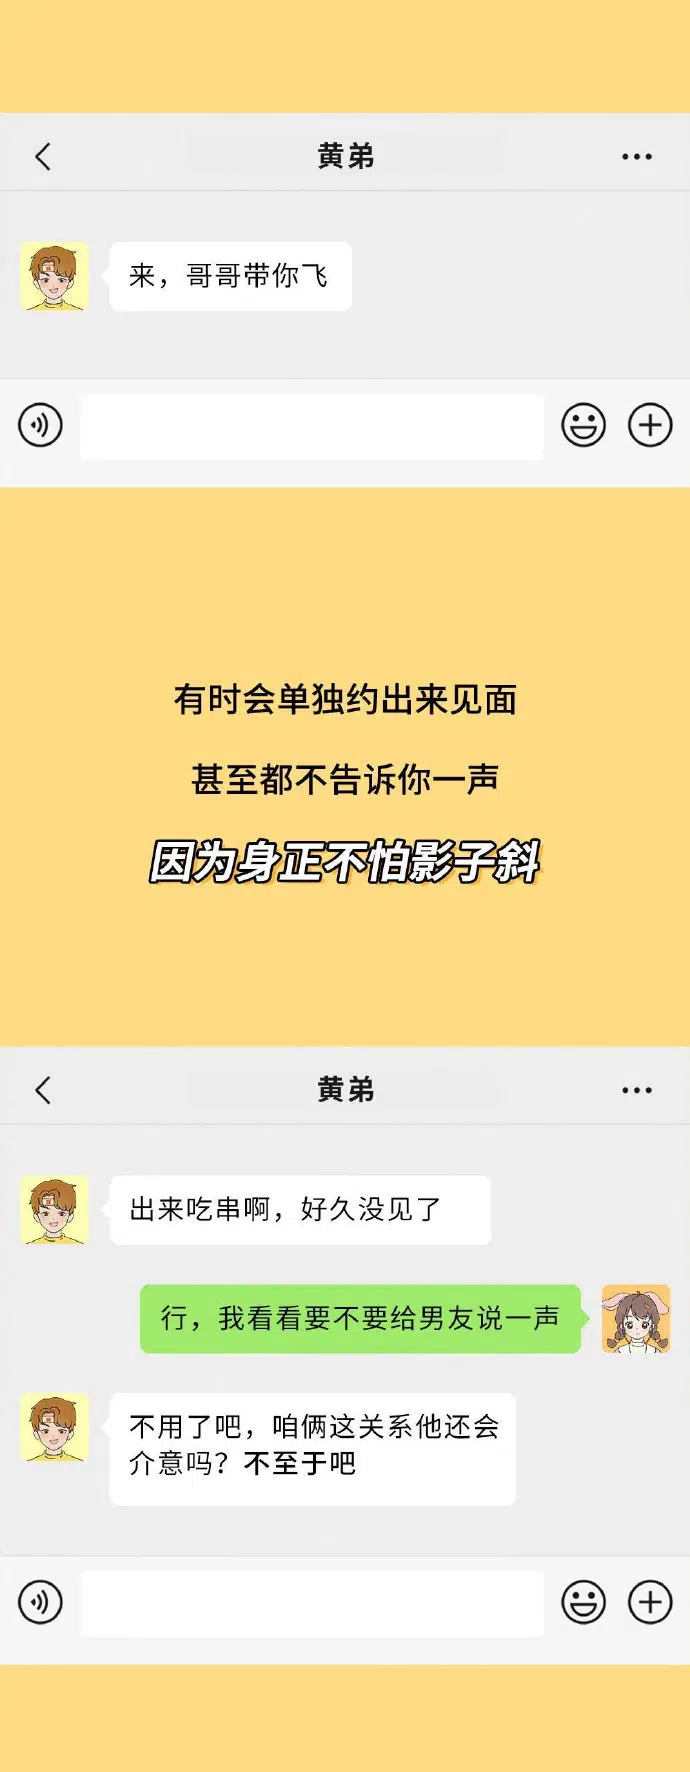 黄弟
来，哥哥带你飞
有时会单独约出来见面
甚至都不告诉你一声
因为身正不怕影子斜
黄弟
出来吃串啊，好久没见了
行，我看看要不要给男友说一声
不用了吧，咱俩这关系他还会
介意吗？不至于吧